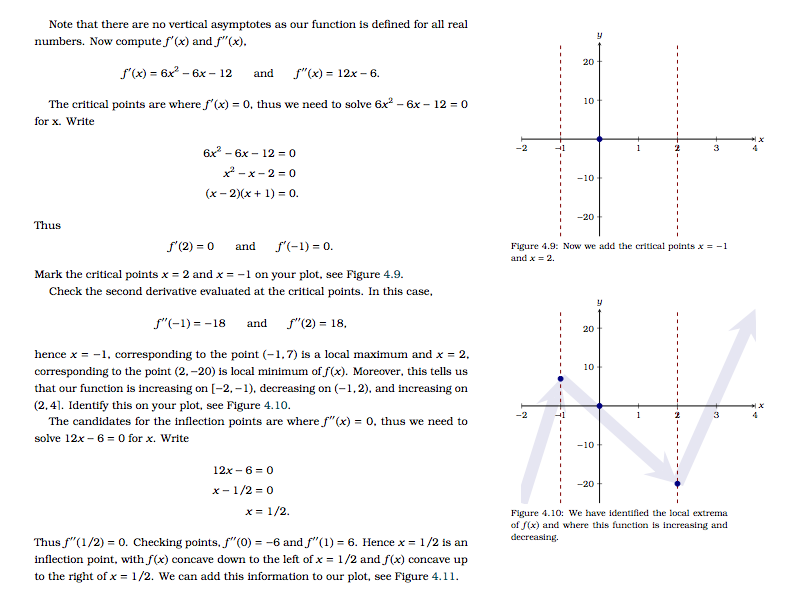 Note that there are no vertical asymptotes as our function is defined for all real
numbers. Now compute f′(x) and f″(x),
f′(x) = 6x² − 6x − 12 and f″(x) = 12x − 6.
The critical points are where f′(x) = 0, thus we need to solve 6x² − 6x − 12 = 0
for x. Write
6x² − 6x − 12 = 0
x² − x − 2 = 0
(x − 2)(x + 1) = 0.
Thus
f′(2) = 0 and f′(−1) = 0.
Mark the critical points x = 2 and x = −1 on your plot, see Figure 4.9.
Check the second derivative evaluated at the critical points. In this case,
f″(−1) = −18 and f″(2) = 18,
hence x = −1, corresponding to the point (−1, 7) is a local maximum and x = 2,
corresponding to the point (2, −20) is local minimum of f(x). Moreover, this tells us
that our function is increasing on [−2, −1), decreasing on (−1, 2), and increasing on
(2, 4]. Identify this on your plot, see Figure 4.10.
The candidates for the inflection points are where f″(x) = 0, thus we need to
solve 12x − 6 = 0 for x. Write
12x − 6 = 0
x − 1/2 = 0
x = 1/2.
Thus f″(1/2) = 0. Checking points, f″(0) = −6 and f″(1) = 6. Hence x = 1/2 is an
inflection point, with f(x) concave down to the left of x = 1/2 and f(x) concave up
to the right of x = 1/2. We can add this information to our plot, see Figure 4.11.
y
20
10
x
−2 −1 1 2 3 4
−10
−20
Figure 4.9: Now we add the critical points x = −1
and x = 2.
y
20
10
x
−2 −1 1 2 3 4
−10
−20
Figure 4.10: We have identified the local extrema
of f(x) and where this function is increasing and
decreasing.